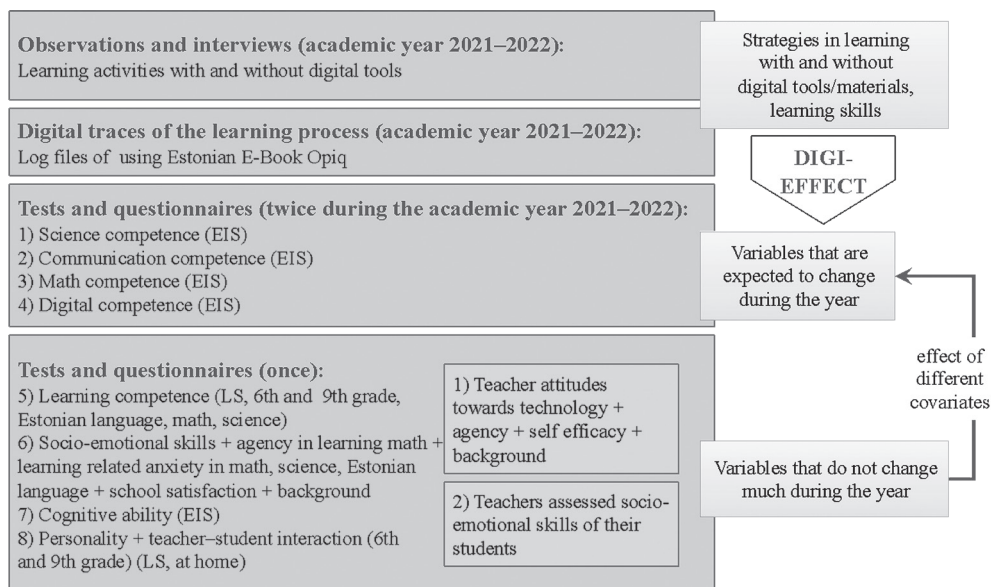 Observations and interviews (academic year 2021–2022):
Learning activities with and without digital tools
Strategies in learning
with and without
digital tools/materials,
learning skills
Digital traces of the learning process (academic year 2021–2022):
Log files of using Estonian E-Book Opiq
DIGI-
EFFECT
Tests and questionnaires (twice during the academic year 2021–2022):
1) Science competence (EIS)
2) Communication competence (EIS)
3) Math competence (EIS)
4) Digital competence (EIS)
Variables that are
expected to change
during the year
effect of
different
covariates
Tests and questionnaires (once):
5) Learning competence (LS, 6th and 9th grade,
Estonian language, math, science)
6) Socio-emotional skills + agency in learning math +
learning related anxiety in math, science, Estonian
language + school satisfaction + background
7) Cognitive ability (EIS)
8) Personality + teacher–student interaction (6th
and 9th grade) (LS, at home)
1) Teacher attitudes
towards technology +
agency + self efficacy +
background
2) Teachers assessed socio-
emotional skills of their
students
Variables that do not change
much during the year